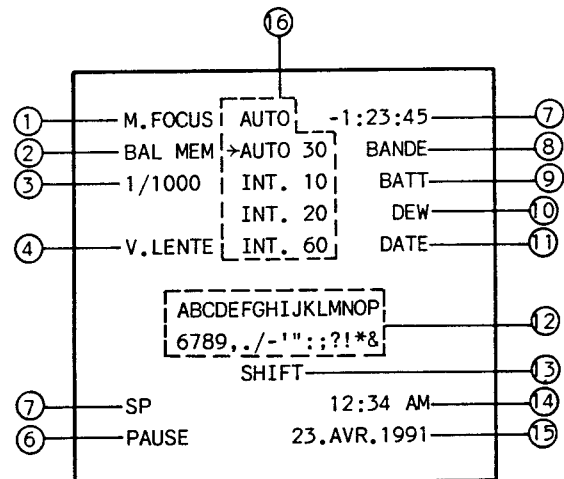 16
1 M.FOCUS AUTO -1:23:45 7
2 BAL MEM →AUTO 30 BANDE 8
3 1/1000 INT. 10 BATT 9
INT. 20 DEW 10
4 V.LENTE INT. 60 DATE 11
ABCDEFGHIJKLMNOP
6789,./-'":;?!*& 12
SHIFT 13
7 SP 12:34 AM 14
6 PAUSE 23.AVR.1991 15